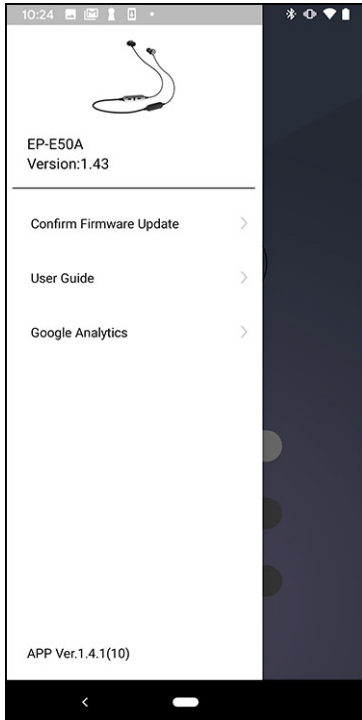 10:24
EP-E50A
Version:1.43
Confirm Firmware Update
User Guide
Google Analytics
APP Ver.1.4.1(10)